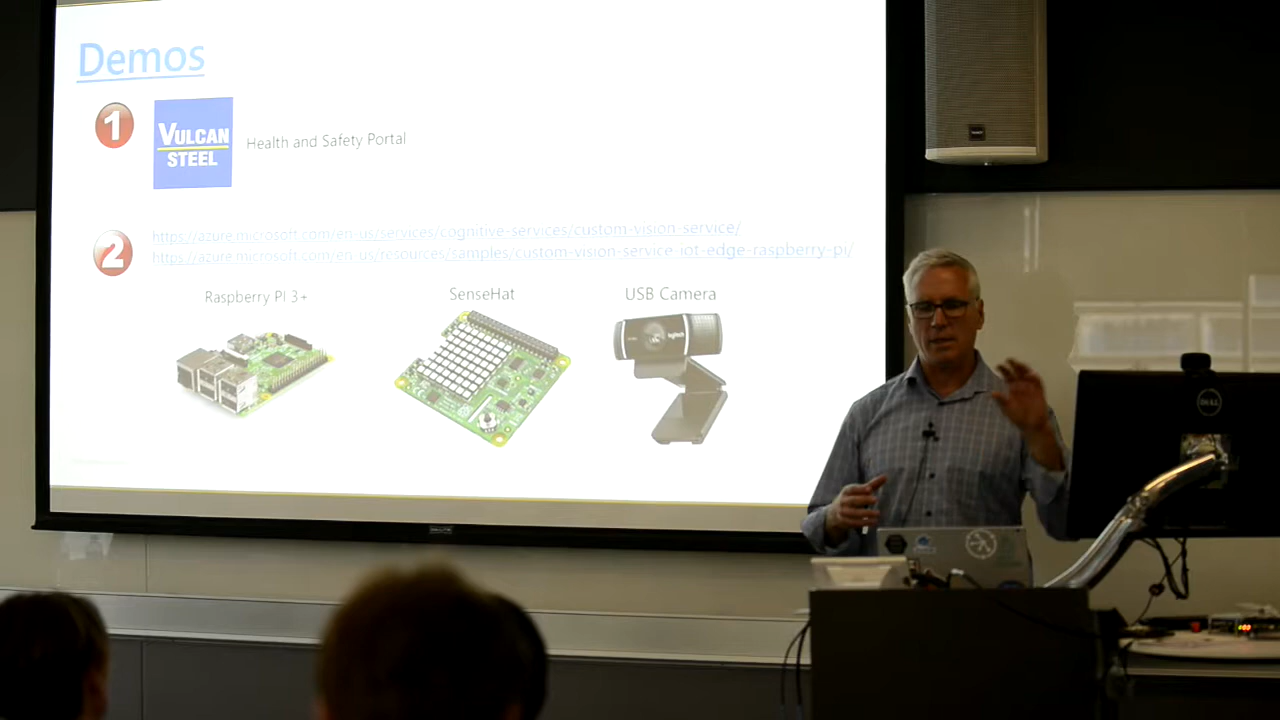 Demos
1
VULCAN
STEEL
Health and Safety Portal
2
https://azure.microsoft.com/en-us/services/cognitive-services/custom-vision-service/
https://azure.microsoft.com/en-us/resources/samples/custom-vision-service-iot-edge-raspberry-pi/
Raspberry PI 3+
SenseHat
USB Camera
logitech
DELL